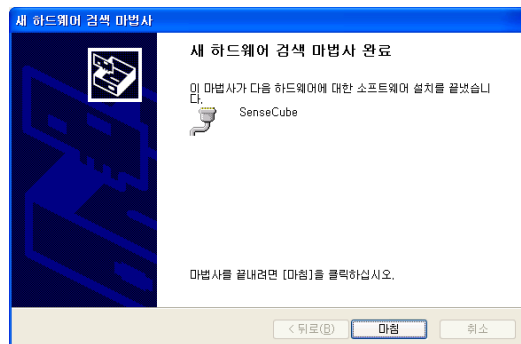 새 하드웨어 검색 마법사
새 하드웨어 검색 마법사 완료
이 마법사가 다음 하드웨어에 대한 소프트웨어 설치를 끝냈습니
다.
SenseCube
마법사를 끝내려면 [마침]을 클릭하십시오.
< 뒤로(B) 마침 취소